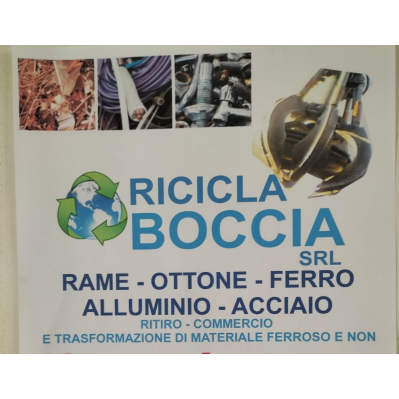 RICICLA
BOCCIA
SRL
RAME - OTTONE - FERRO
ALLUMINIO - ACCIAIO
RITIRO - COMMERCIO
E TRASFORMAZIONE DI MATERIALE FERROSO E NON